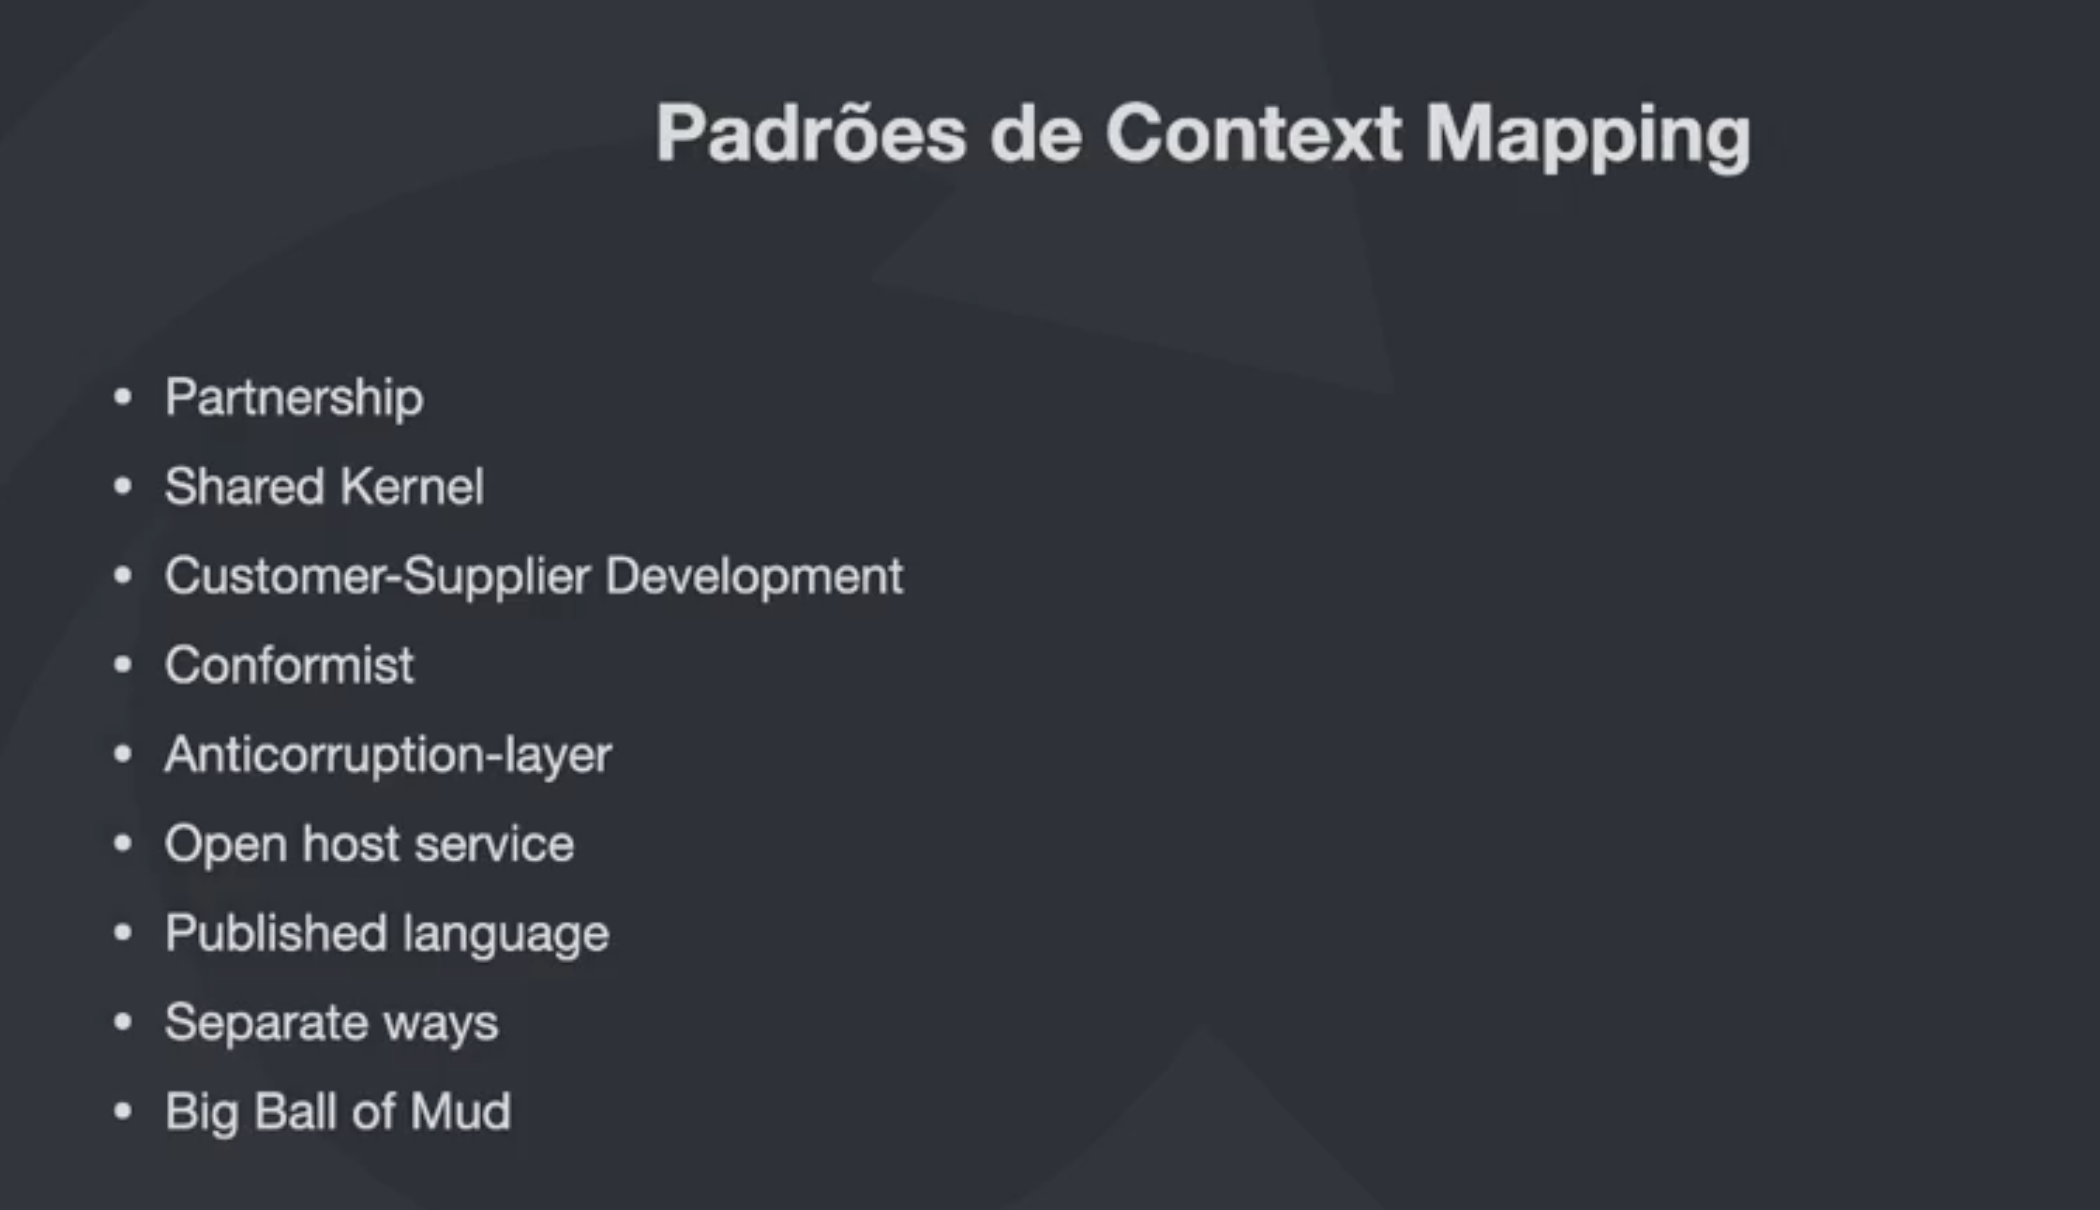 Padrões de Context Mapping
• Partnership
• Shared Kernel
• Customer-Supplier Development
• Conformist
• Anticorruption-layer
• Open host service
• Published language
• Separate ways
• Big Ball of Mud